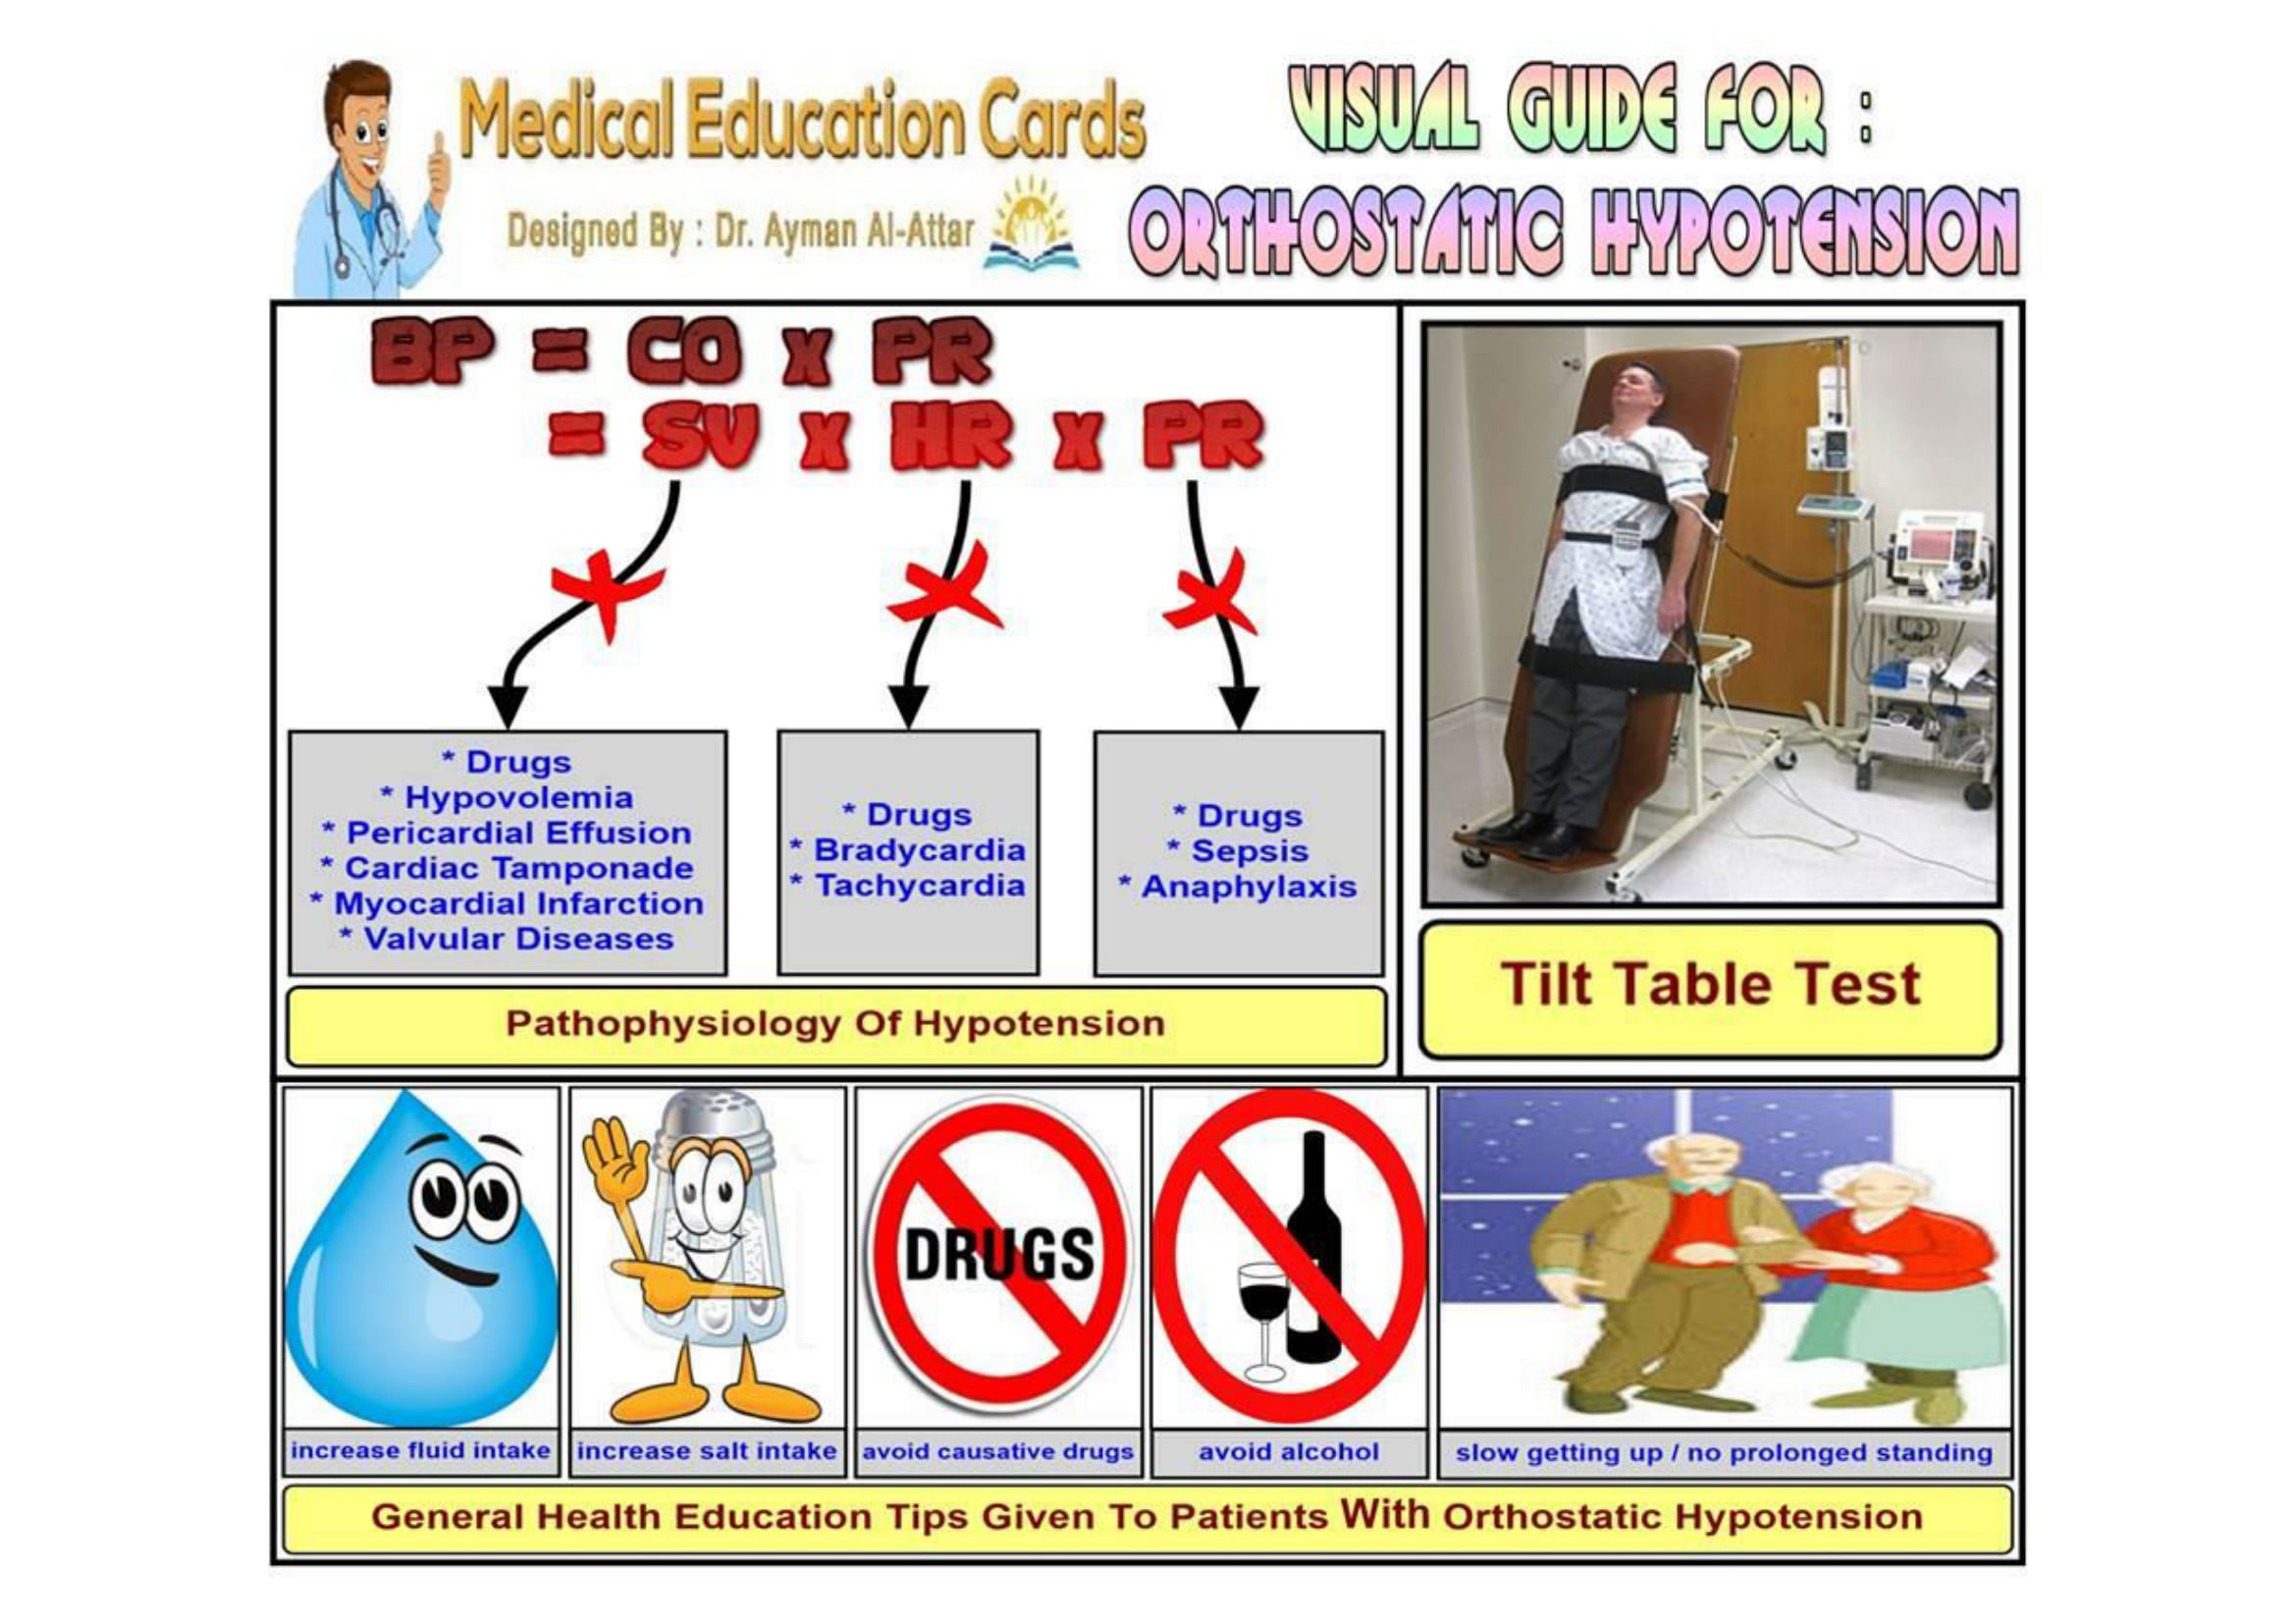 Medical Education Cards
Designed By : Dr. Ayman Al-Attar
VISUAL GUIDE FOR :
ORTHOSTATIC HYPOTENSION
BP = CO X PR
= SV X HR X PR
* Drugs
* Hypovolemia
* Pericardial Effusion
* Cardiac Tamponade
* Myocardial Infarction
* Valvular Diseases
* Drugs
* Bradycardia
* Tachycardia
* Drugs
* Sepsis
* Anaphylaxis
Pathophysiology Of Hypotension
Tilt Table Test
DRUGS
increase fluid intake
increase salt intake
avoid causative drugs
avoid alcohol
slow getting up / no prolonged standing
General Health Education Tips Given To Patients With Orthostatic Hypotension